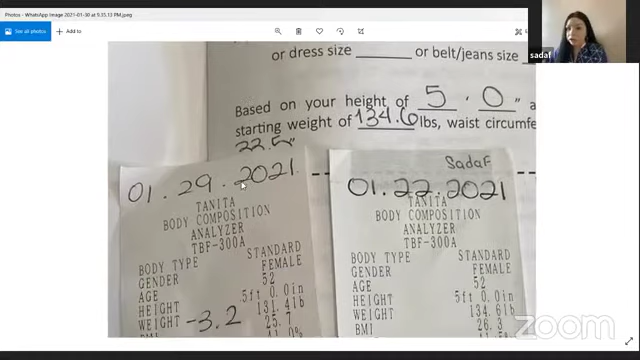 Photos - WhatsApp Image 2021-01-30 at 9.35.13 PM.jpeg
See all photos
Add to
sadaf
or dress size ________ or belt/jeans size
Based on your height of 5 . 0 " a
starting weight of 134.6 lbs, waist circumfe
22.5"
01.29.2021
TANITA
BODY COMPOSITION
ANALYZER
TBF-300A
BODY TYPE STANDARD
GENDER FEMALE
AGE 52
HEIGHT 5ft 0.0in
WEIGHT 131.4lb
-3.2
BMI 25.7
Sadaf
01.22.2021
TANITA
BODY COMPOSITION
ANALYZER
TBF-300A
BODY TYPE STANDARD
GENDER FEMALE
AGE 52
HEIGHT 5ft 0.0in
WEIGHT 134.6lb
BMI 26.3
zoom